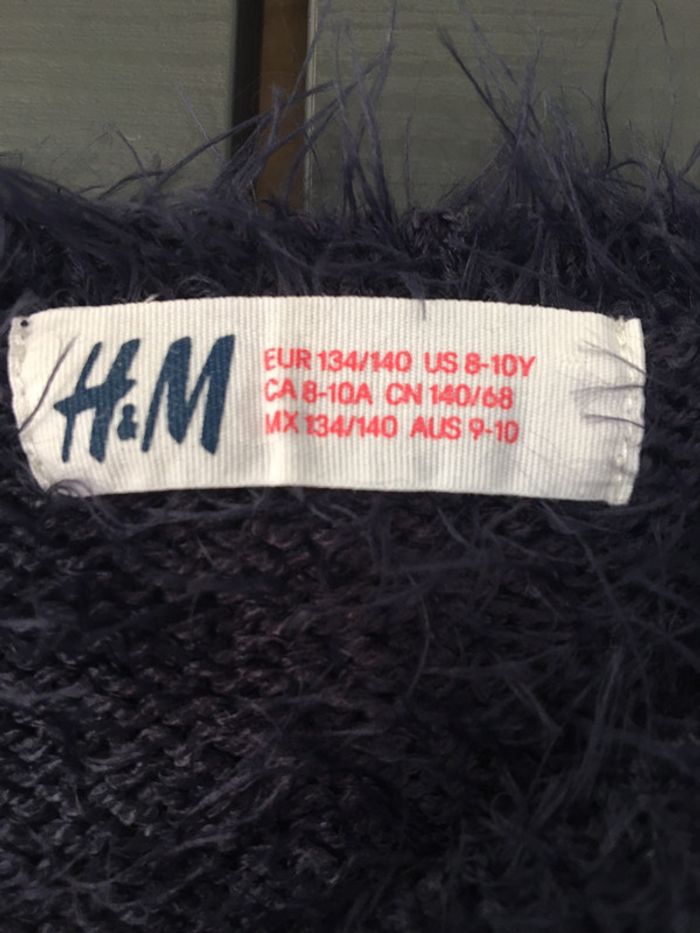 H&M
EUR 134/140 US 8-10Y
CA 8-10A CN 140/68
MX 134/140 AUS 9-10